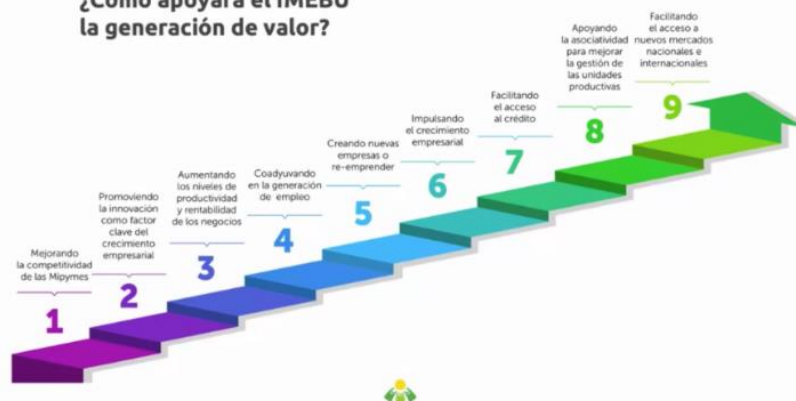 ¿Cómo apoyará el IMEBU
la generación de valor?
Mejorando
la competitividad
de las Mipymes
1
Promoviendo
la innovación
como factor
clave del
crecimiento
empresarial
2
Aumentando
los niveles de
productividad
y rentabilidad
de los negocios
3
Coadyuvando
en la generación
de empleo
4
Creando nuevas
empresas o
re-emprender
5
Impulsando
el crecimiento
empresarial
6
Facilitando
el acceso
al crédito
7
Apoyando
la asociatividad
para mejorar
la gestión de
las unidades
productivas
8
Facilitando
el acceso a
nuevos mercados
nacionales e
internacionales
9